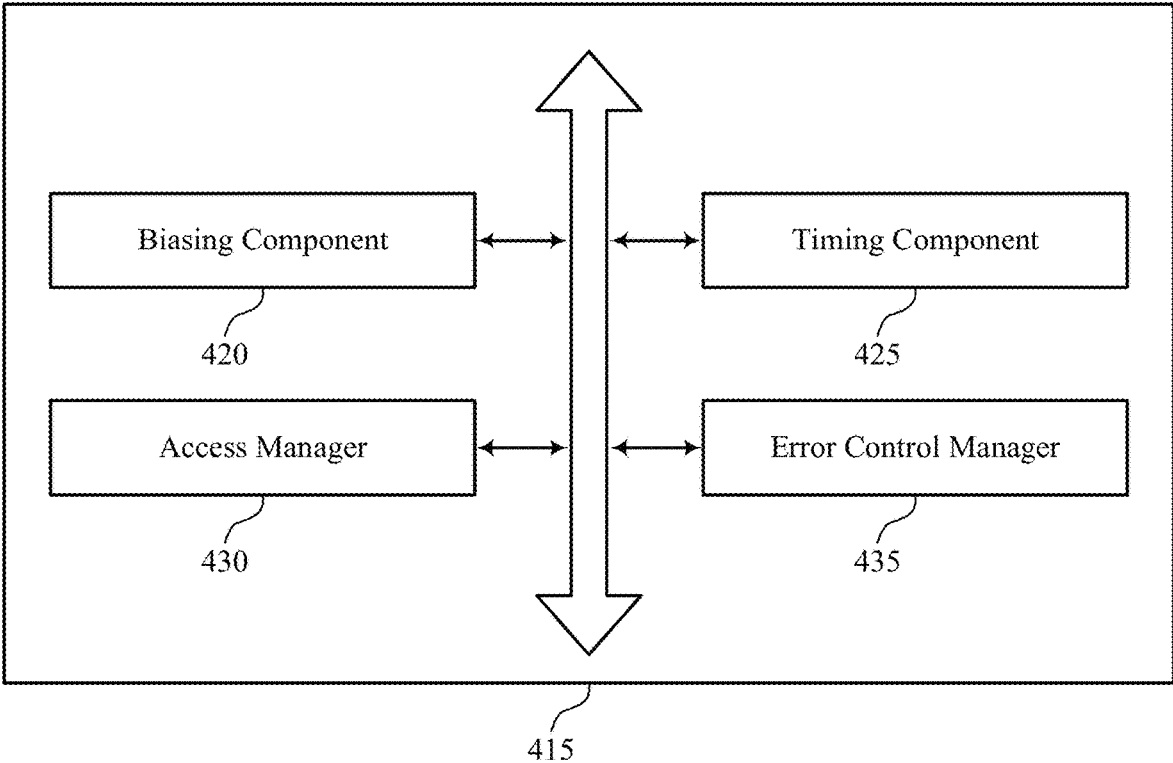 Biasing Component
Timing Component
420
425
Access Manager
Error Control Manager
430
435
415